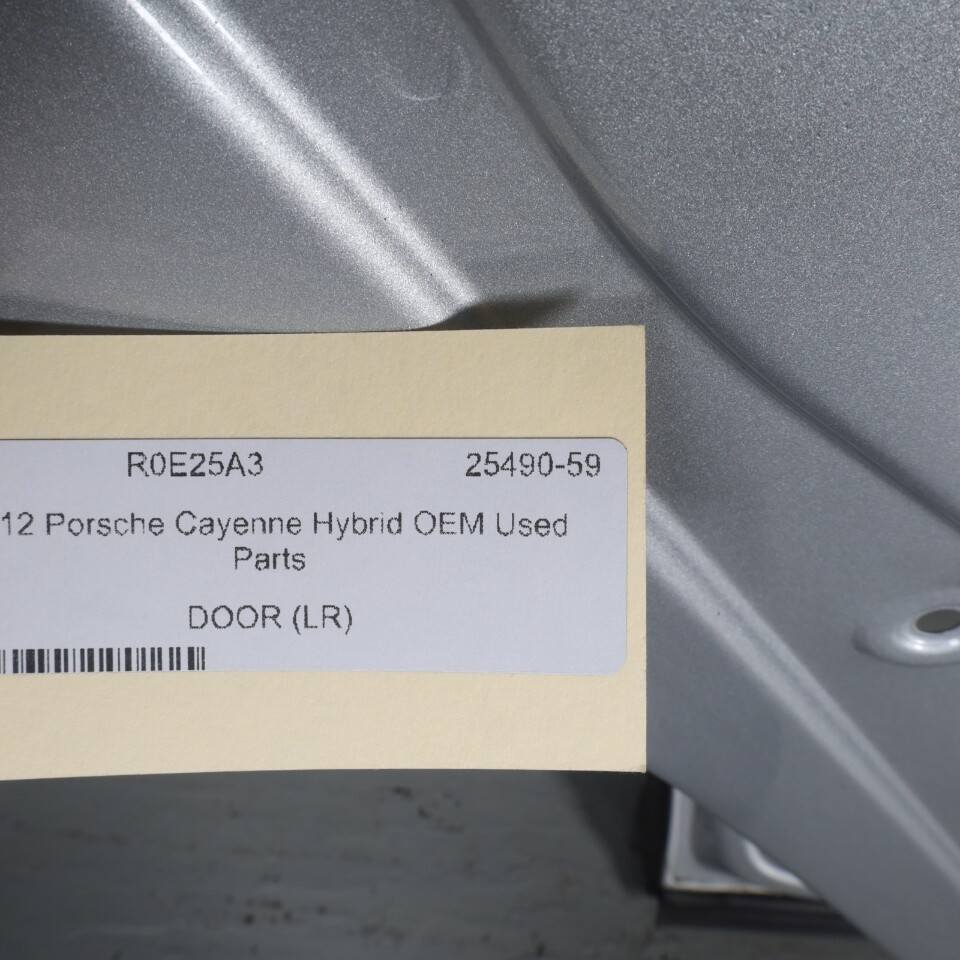 R0E25A3 25490-59
12 Porsche Cayenne Hybrid OEM Used
Parts
DOOR (LR)